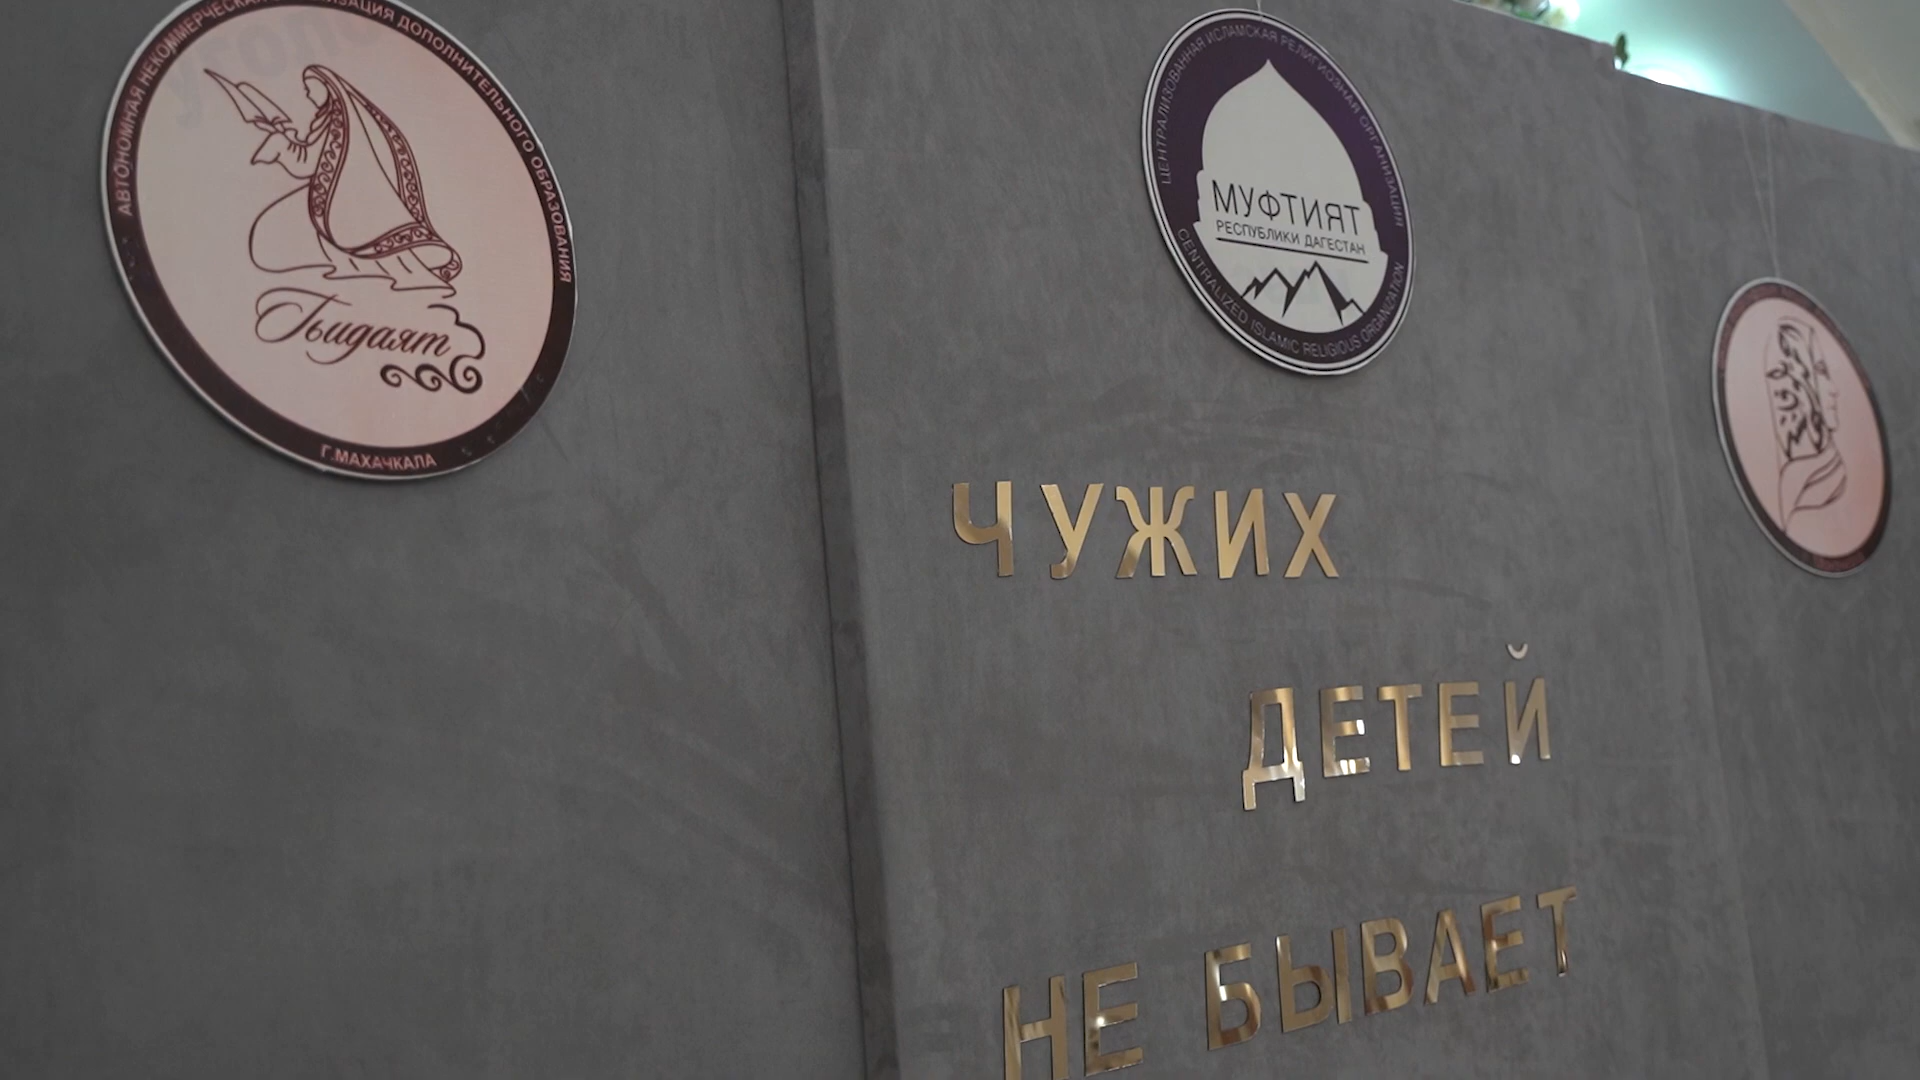 АВТОНОМНАЯ НЕКОММЕРЧЕСКАЯ ОРГАНИЗАЦИЯ ДОПОЛНИТЕЛЬНОГО ОБРАЗОВАНИЯ
Гьидаят
Г.МАХАЧКАЛА
ЦЕНТРАЛИЗОВАННАЯ ИСЛАМСКАЯ РЕЛИГИОЗНАЯ ОРГАНИЗАЦИЯ
МУФТИЯТ
РЕСПУБЛИКИ ДАГЕСТАН
CENTRALIZED ISLAMIC RELIGIOUS ORGANIZATION
ЧУЖИХ
ДЕТЕЙ
НЕ БЫВАЕТ